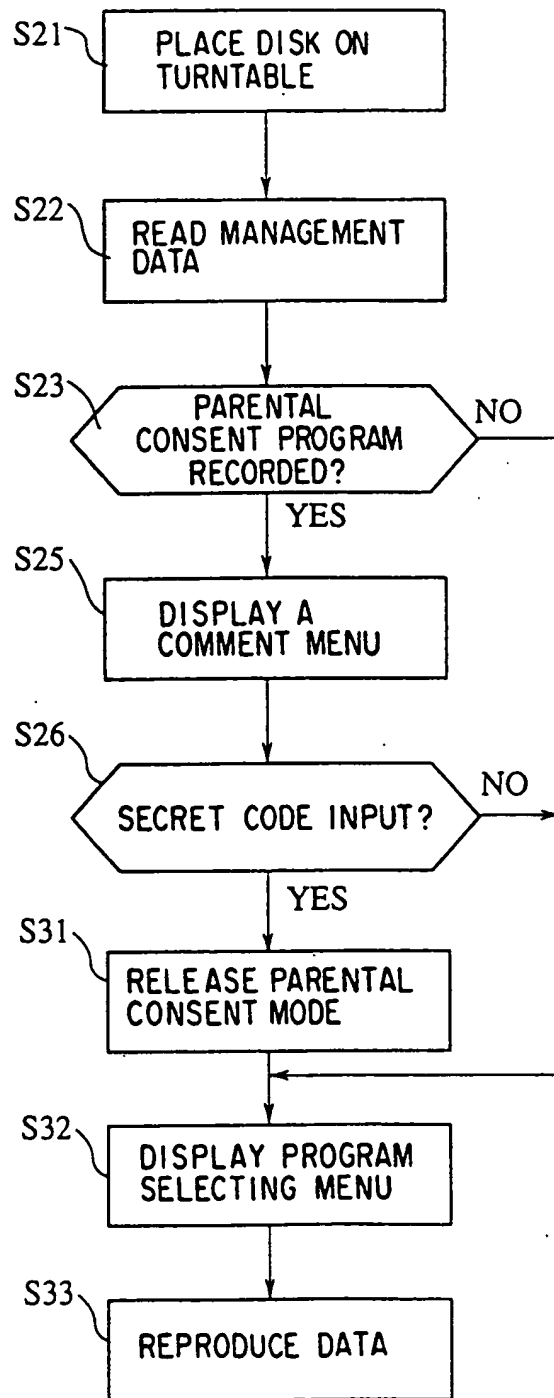 S21
PLACE DISK ON
TURNTABLE
S22
READ MANAGEMENT
DATA
S23
PARENTAL
CONSENT PROGRAM
RECORDED?
NO
YES
S25
DISPLAY A
COMMENT MENU
S26
SECRET CODE INPUT?
NO
YES
S31
RELEASE PARENTAL
CONSENT MODE
S32
DISPLAY PROGRAM
SELECTING MENU
S33
REPRODUCE DATA